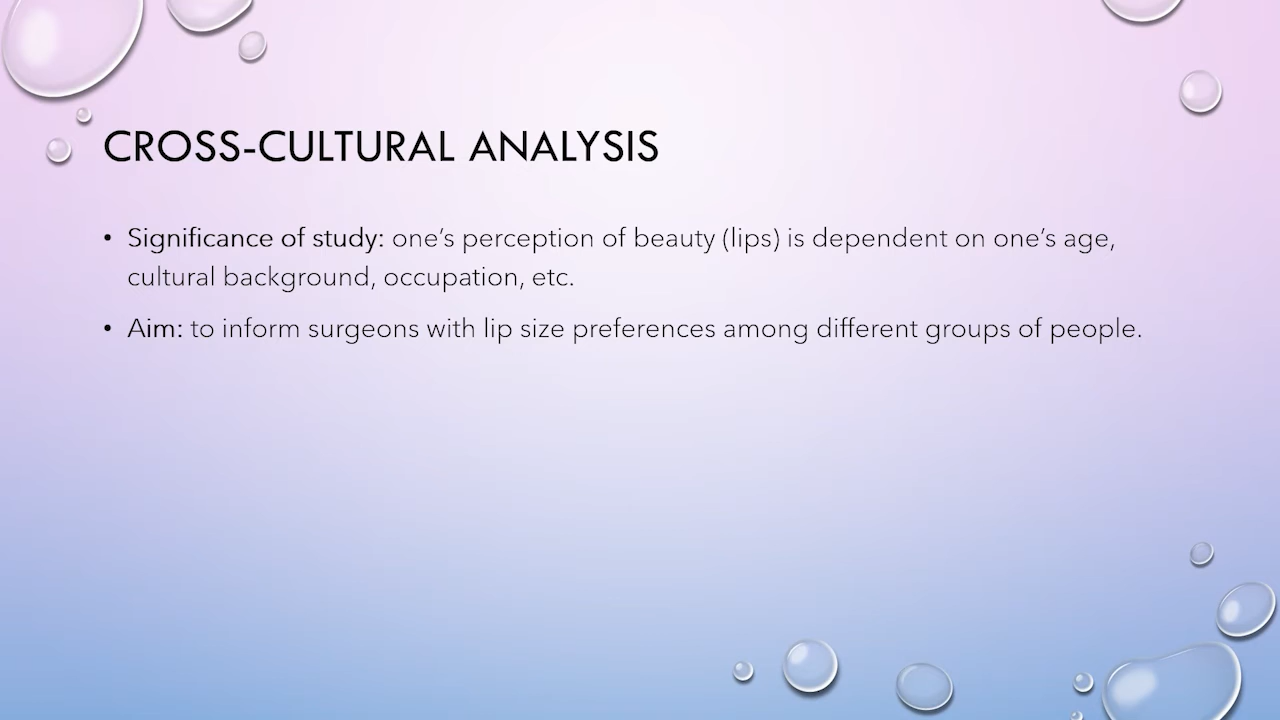 CROSS-CULTURAL ANALYSIS
• Significance of study: one’s perception of beauty (lips) is dependent on one’s age,
cultural background, occupation, etc.
• Aim: to inform surgeons with lip size preferences among different groups of people.